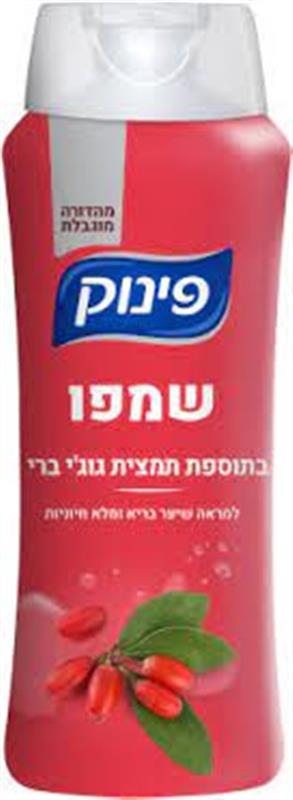 מהדורה
מוגבלת
פינוק
שמפו
בתוספת תמצית גוג'י ברי
למראה שיער בריא ומלא חיוניות